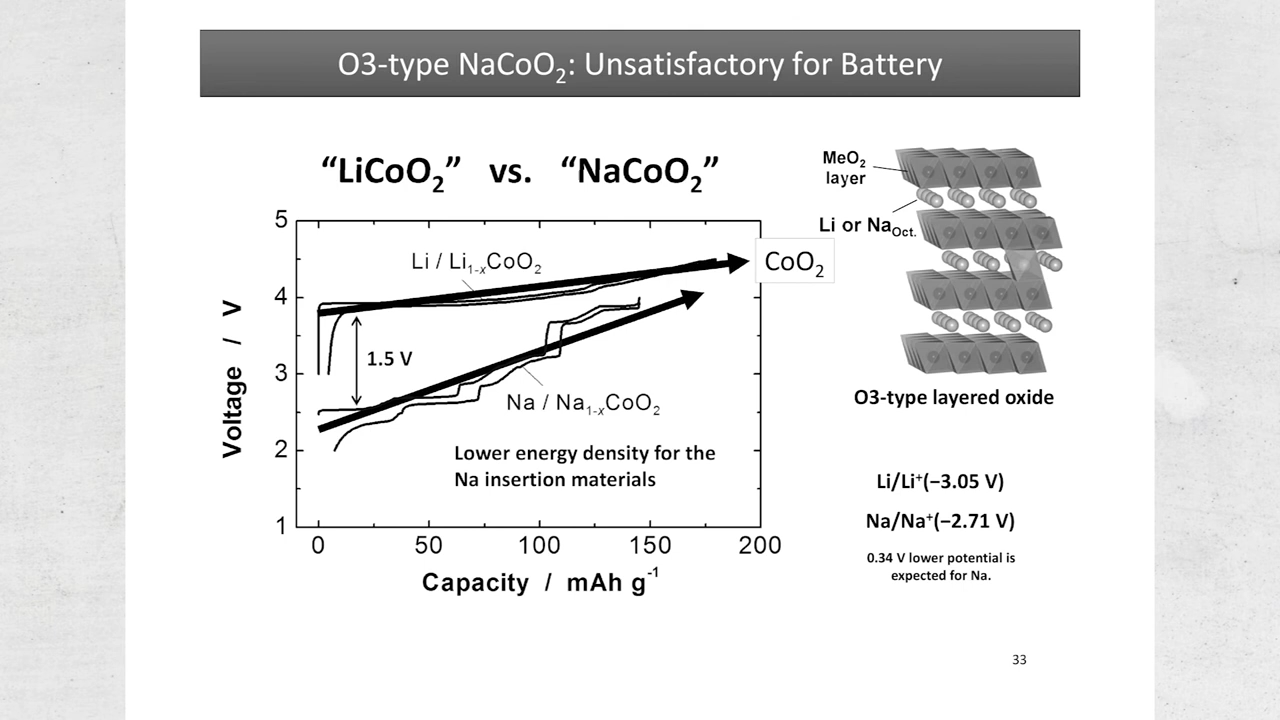 O3-type NaCoO₂: Unsatisfactory for Battery
“LiCoO₂” vs. “NaCoO₂”
MeO₂
layer
Li or NaOct.
5
4
3
2
1
Voltage / V
Li / Li1-xCoO₂
CoO₂
1.5 V
Na / Na1-xCoO₂
Lower energy density for the
Na insertion materials
0 50 100 150 200
Capacity / mAh g⁻¹
O3-type layered oxide
Li/Li⁺(−3.05 V)
Na/Na⁺(−2.71 V)
0.34 V lower potential is
expected for Na.
33